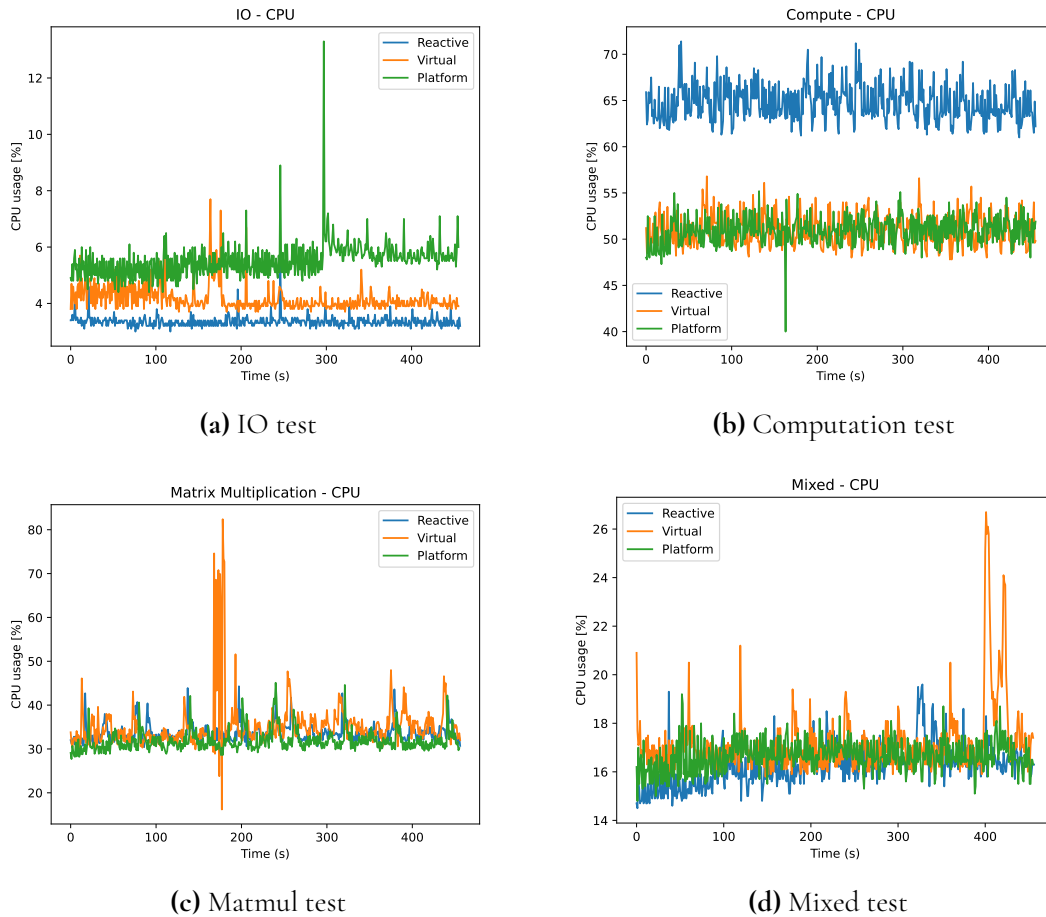 IO - CPU
CPU usage [%]
12
10
8
6
4
0
100
200
300
400
Time (s)
Reactive
Virtual
Platform
(a) IO test
Compute - CPU
CPU usage [%]
70
65
60
55
50
45
40
0
100
200
300
400
Time (s)
Reactive
Virtual
Platform
(b) Computation test
Matrix Multiplication - CPU
CPU usage [%]
80
70
60
50
40
30
20
0
100
200
300
400
Time (s)
Reactive
Virtual
Platform
(c) Matmul test
Mixed - CPU
CPU usage [%]
26
24
22
20
18
16
14
0
100
200
300
400
Time (s)
Reactive
Virtual
Platform
(d) Mixed test